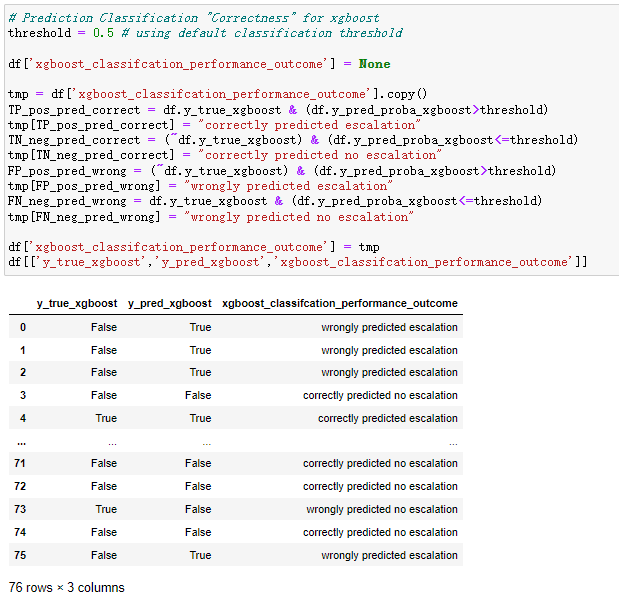 # Prediction Classification "Correctness" for xgboost
threshold = 0.5 # using default classification threshold
df['xgboost_classifcation_performance_outcome'] = None
tmp = df['xgboost_classifcation_performance_outcome'].copy()
TP_pos_pred_correct = df.y_true_xgboost & (df.y_pred_proba_xgboost>threshold)
tmp[TP_pos_pred_correct] = "correctly predicted escalation"
TN_neg_pred_correct = (~df.y_true_xgboost) & (df.y_pred_proba_xgboost<=threshold)
tmp[TN_neg_pred_correct] = "correctly predicted no escalation"
FP_pos_pred_wrong = (~df.y_true_xgboost) & (df.y_pred_proba_xgboost>threshold)
tmp[FP_pos_pred_wrong] = "wrongly predicted escalation"
FN_neg_pred_wrong = df.y_true_xgboost & (df.y_pred_proba_xgboost<=threshold)
tmp[FN_neg_pred_wrong] = "wrongly predicted no escalation"
df['xgboost_classifcation_performance_outcome'] = tmp
df[['y_true_xgboost','y_pred_xgboost','xgboost_classifcation_performance_outcome']]
y_true_xgboost y_pred_xgboost xgboost_classifcation_performance_outcome
0 False True wrongly predicted escalation
1 False True wrongly predicted escalation
2 False True wrongly predicted escalation
3 False False correctly predicted no escalation
4 True True correctly predicted escalation
... ... ... ...
71 False False correctly predicted no escalation
72 False False correctly predicted no escalation
73 True False wrongly predicted no escalation
74 False False correctly predicted no escalation
75 False True wrongly predicted escalation
76 rows × 3 columns